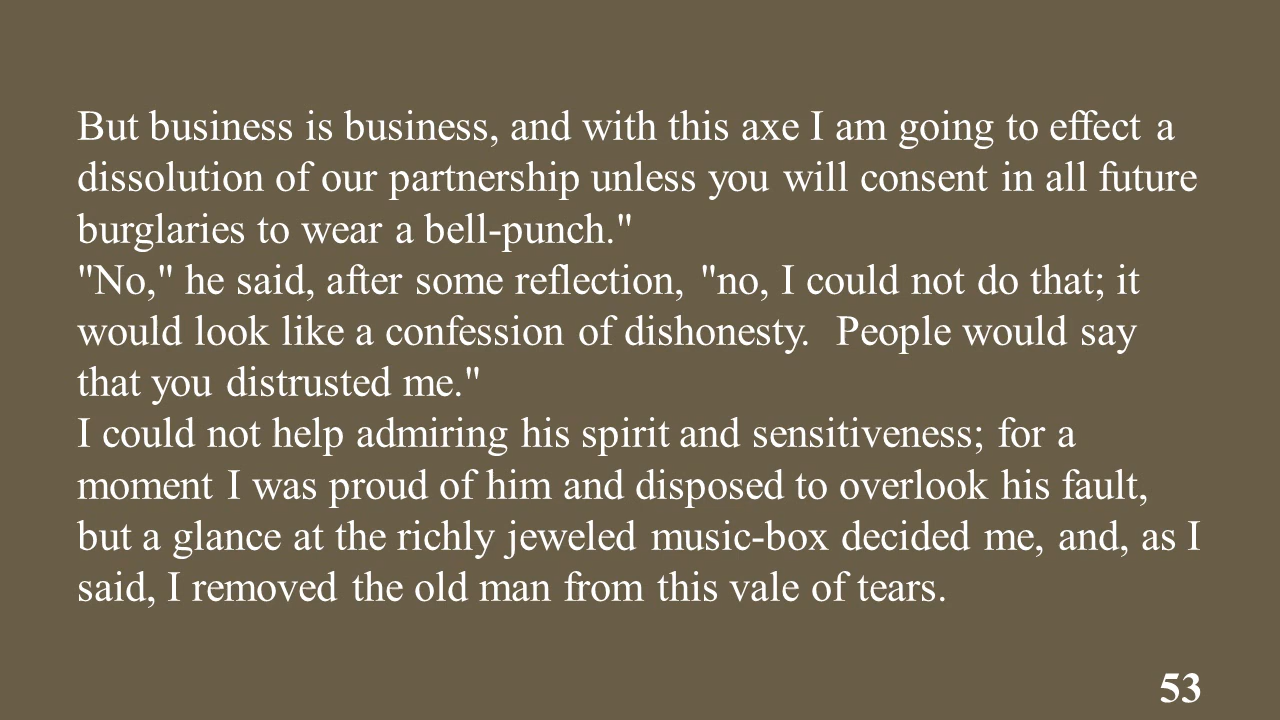 But business is business, and with this axe I am going to effect a
dissolution of our partnership unless you will consent in all future
burglaries to wear a bell-punch."
"No," he said, after some reflection, "no, I could not do that; it
would look like a confession of dishonesty.  People would say
that you distrusted me."
I could not help admiring his spirit and sensitiveness; for a
moment I was proud of him and disposed to overlook his fault,
but a glance at the richly jeweled music-box decided me, and, as I
said, I removed the old man from this vale of tears.
53